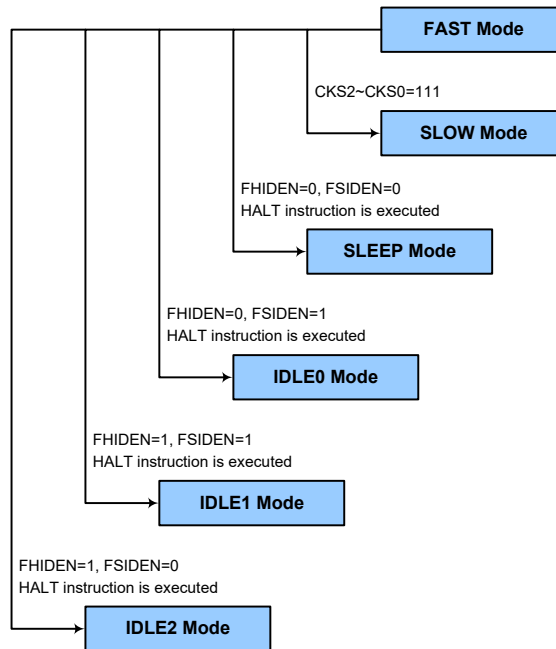 FAST Mode
CKS2~CKS0=111
SLOW Mode
FHIDEN=0, FSIDEN=0
HALT instruction is executed
SLEEP Mode
FHIDEN=0, FSIDEN=1
HALT instruction is executed
IDLE0 Mode
FHIDEN=1, FSIDEN=1
HALT instruction is executed
IDLE1 Mode
FHIDEN=1, FSIDEN=0
HALT instruction is executed
IDLE2 Mode